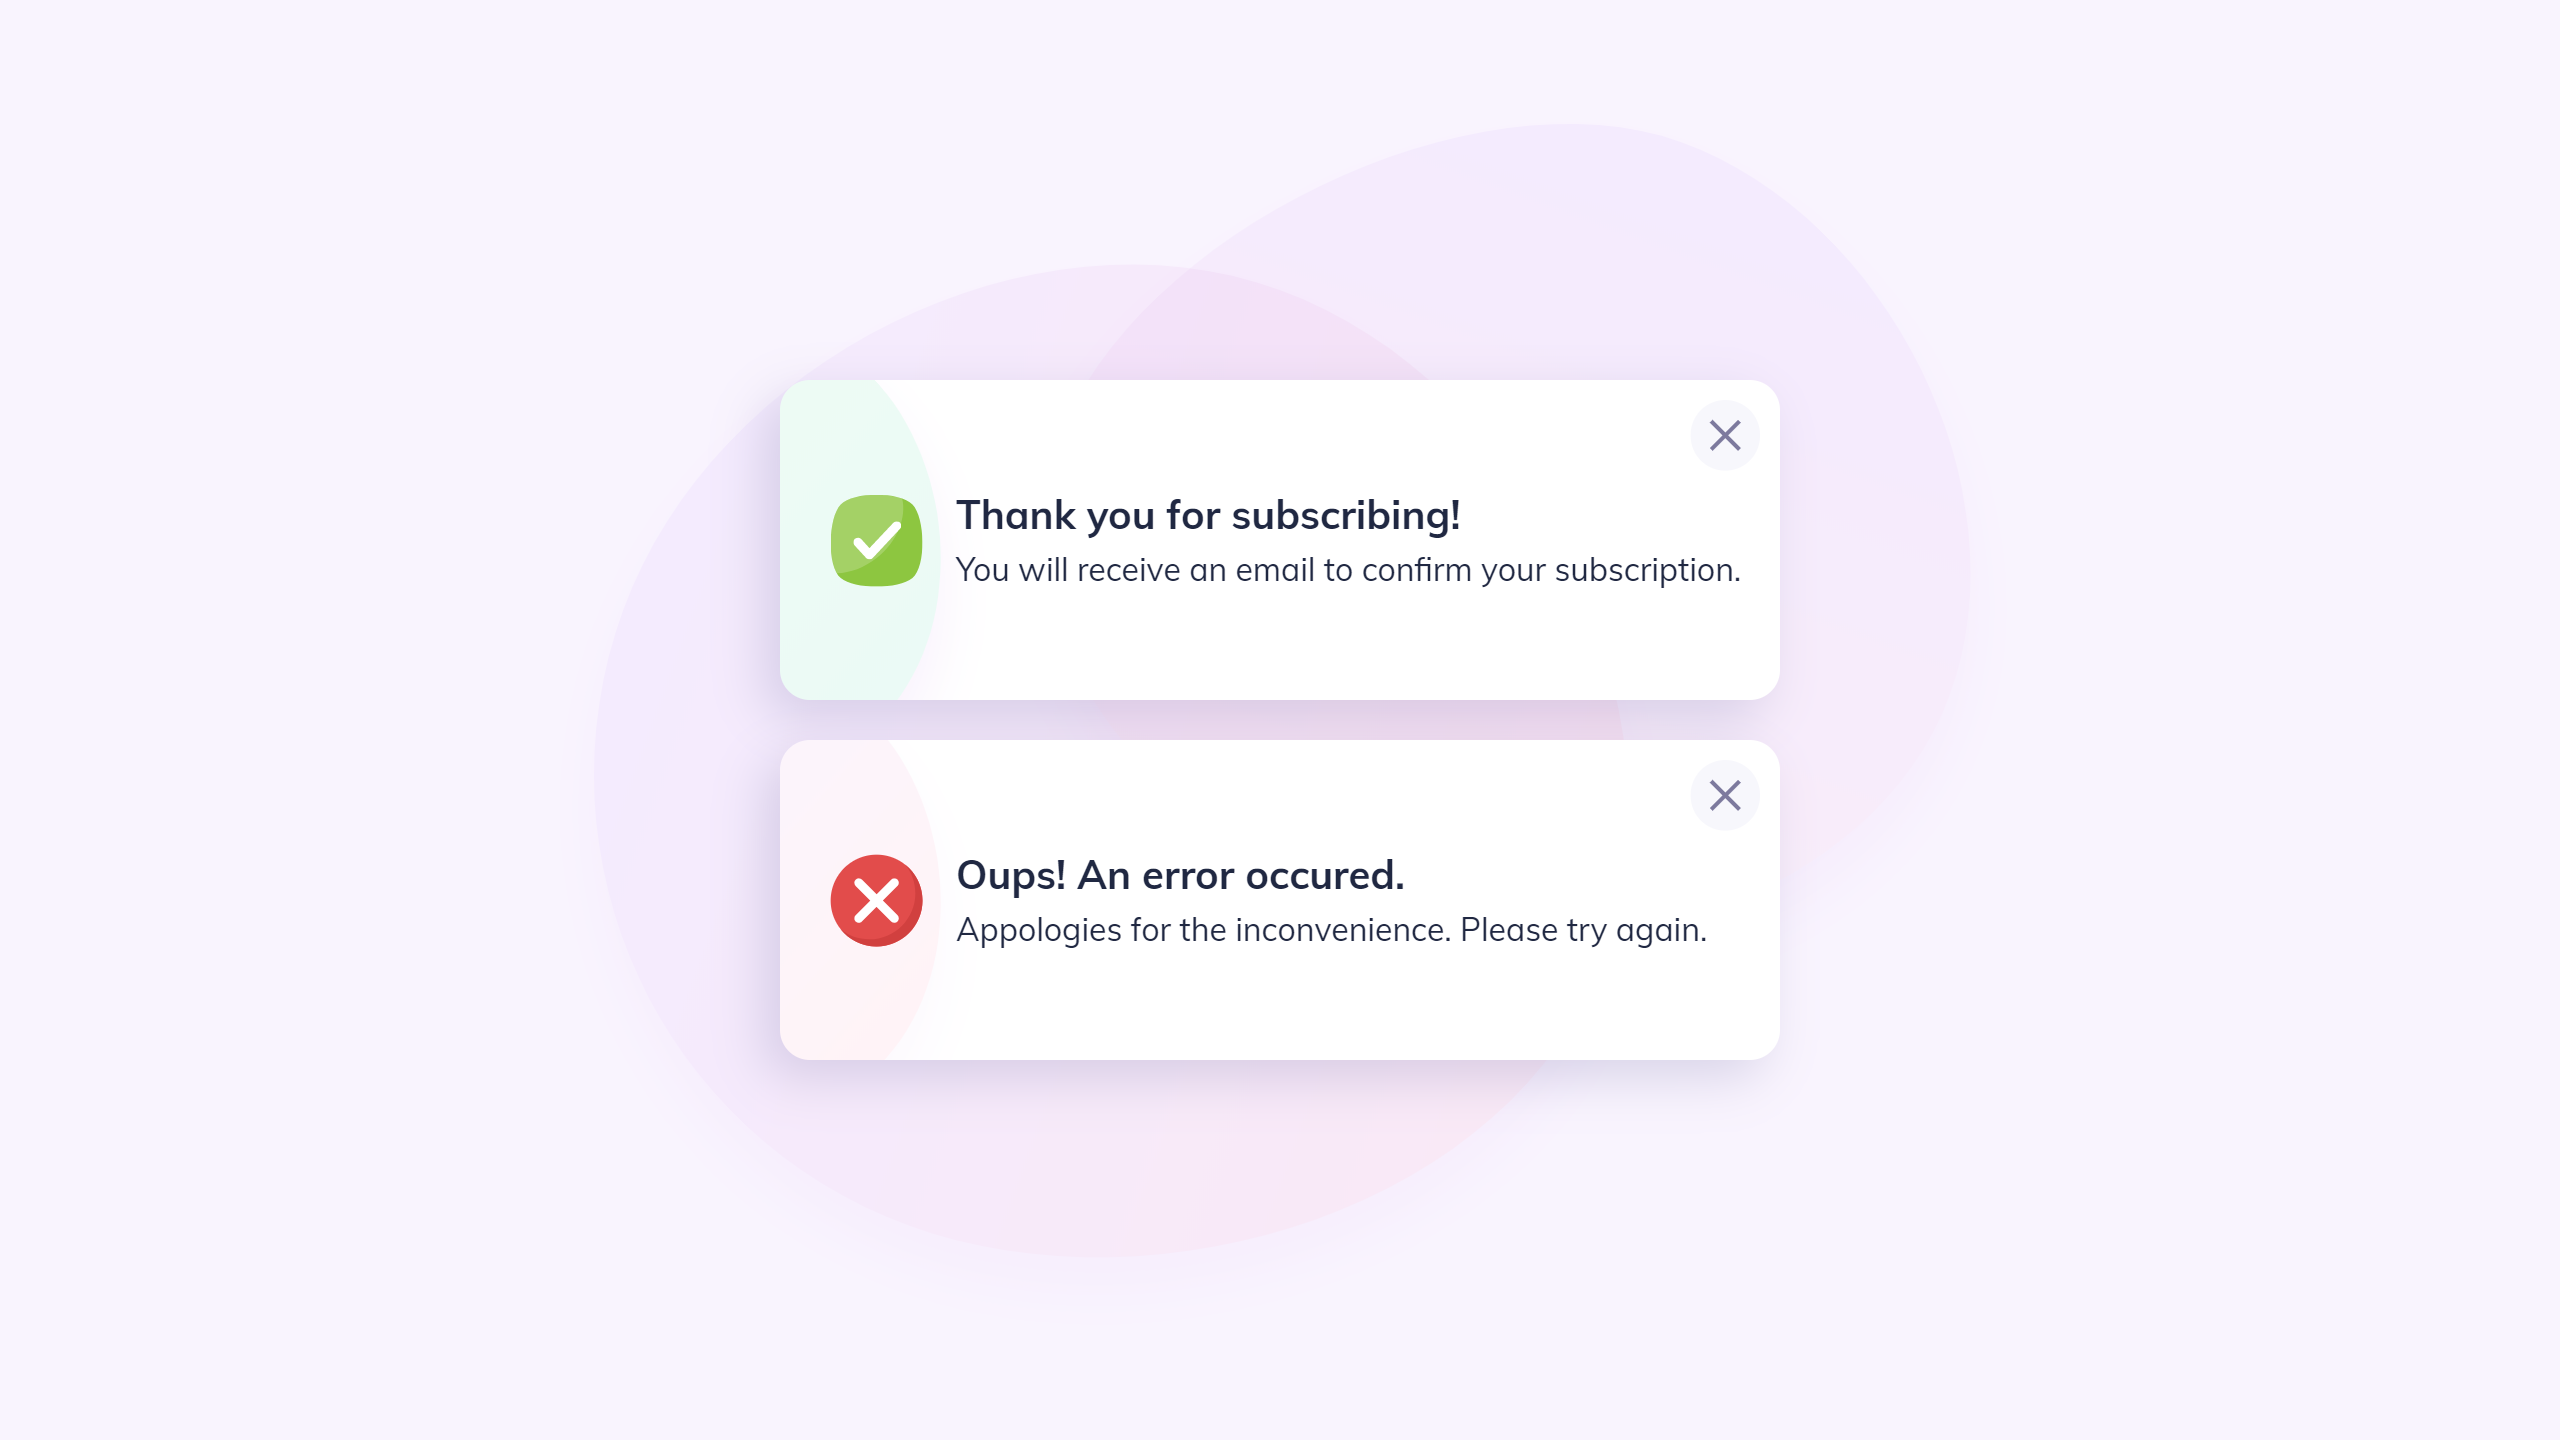 Thank you for subscribing!
You will receive an email to confirm your subscription.
Oups! An error occured.
Appologies for the inconvenience. Please try again.